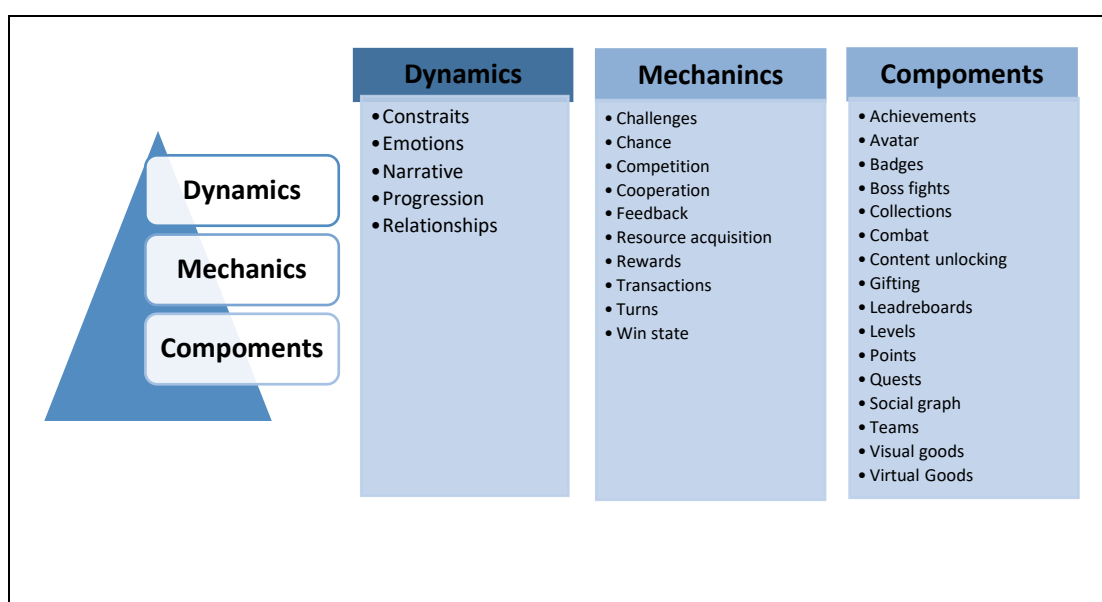 Dynamics
Mechanics
Compoments
Dynamics
•Constraits
•Emotions
•Narrative
•Progression
•Relationships
Mechanincs
• Challenges
• Chance
• Competition
• Cooperation
• Feedback
• Resource acquisition
• Rewards
• Transactions
• Turns
• Win state
Compoments
• Achievements
• Avatar
• Badges
• Boss fights
• Collections
• Combat
• Content unlocking
• Gifting
• Leadreboards
• Levels
• Points
• Quests
• Social graph
• Teams
• Visual goods
• Virtual Goods